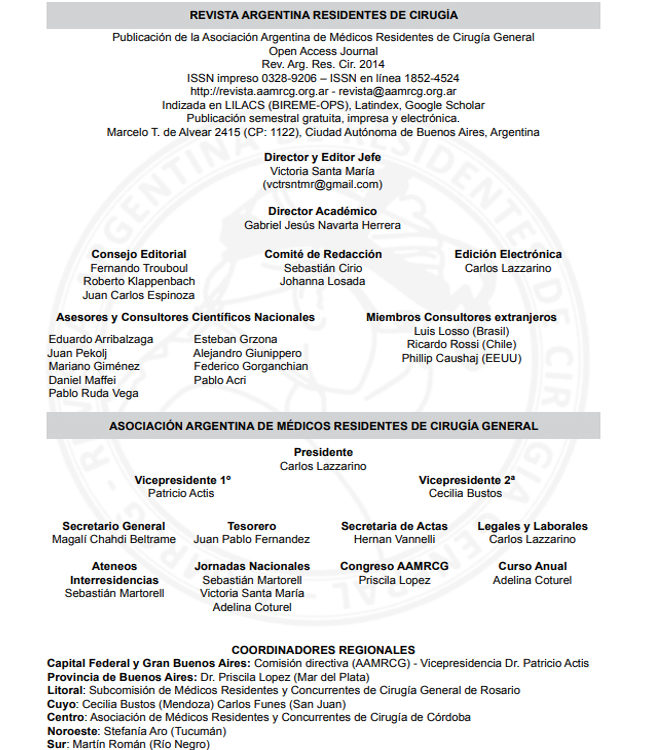 REVISTA ARGENTINA RESIDENTES DE CIRUGÍA
Publicación de la Asociación Argentina de Médicos Residentes de Cirugía General
Open Access Journal
Rev. Arg. Res. Cir. 2014
ISSN impreso 0328-9206 – ISSN en línea 1852-4524
http://revista.aamrcg.org.ar - revista@aamrcg.org.ar
Indizada en LILACS (BIREME-OPS), Latindex, Google Scholar
Publicación semestral gratuita, impresa y electrónica.
Marcelo T. de Alvear 2415 (CP: 1122), Ciudad Autónoma de Buenos Aires, Argentina
Director y Editor Jefe
Victoria Santa María
(vctrsntmr@gmail.com)
Director Académico
Gabriel Jesús Navarta Herrera
Consejo Editorial
Fernando Trouboul
Roberto Klappenbach
Juan Carlos Espinoza
Comité de Redacción
Sebastián Cirio
Johanna Losada
Edición Electrónica
Carlos Lazzarino
Asesores y Consultores Científicos Nacionales
Eduardo Arribalzaga
Juan Pekolj
Mariano Giménez
Daniel Maffei
Pablo Ruda Vega
Esteban Grzona
Alejandro Giunippero
Federico Gorganchian
Pablo Acri
Miembros Consultores extranjeros
Luis Losso (Brasil)
Ricardo Rossi (Chile)
Phillip Caushaj (EEUU)
ASOCIACIÓN ARGENTINA DE MÉDICOS RESIDENTES DE CIRUGÍA GENERAL
Presidente
Carlos Lazzarino
Vicepresidente 1º
Patricio Actis
Vicepresidente 2ª
Cecilia Bustos
Secretario General
Magalí Chahdi Beltrame
Tesorero
Juan Pablo Fernandez
Secretaria de Actas
Hernan Vannelli
Legales y Laborales
Carlos Lazzarino
Ateneos
Interresidencias
Sebastián Martorell
Jornadas Nacionales
Sebastián Martorell
Victoria Santa María
Adelina Coturel
Congreso AAMRCG
Priscila Lopez
Curso Anual
Adelina Coturel
COORDINADORES REGIONALES
Capital Federal y Gran Buenos Aires: Comisión directiva (AAMRCG) - Vicepresidencia Dr. Patricio Actis
Provincia de Buenos Aires: Dr. Priscila Lopez (Mar del Plata)
Litoral: Subcomisión de Médicos Residentes y Concurrentes de Cirugía General de Rosario
Cuyo: Cecilia Bustos (Mendoza) Carlos Funes (San Juan)
Centro: Asociación de Médicos Residentes y Concurrentes de Cirugía de Córdoba
Noroeste: Stefanía Aro (Tucumán)
Sur: Martín Román (Río Negro)